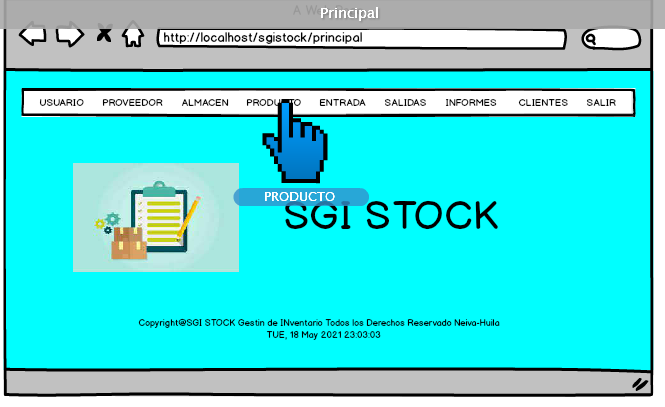 Principal
A We
http://localhost/sgistock/principal
USUARIO PROVEEDOR ALMACEN PRODUCTO ENTRADA SALIDAS INFORMES CLIENTES SALIR
PRODUCTO
SGI STOCK
Copyright@SGI STOCK Gestin de INventario Todos los Derechos Reservado Neiva-Huila
TUE, 18 May 2021 23:03:03